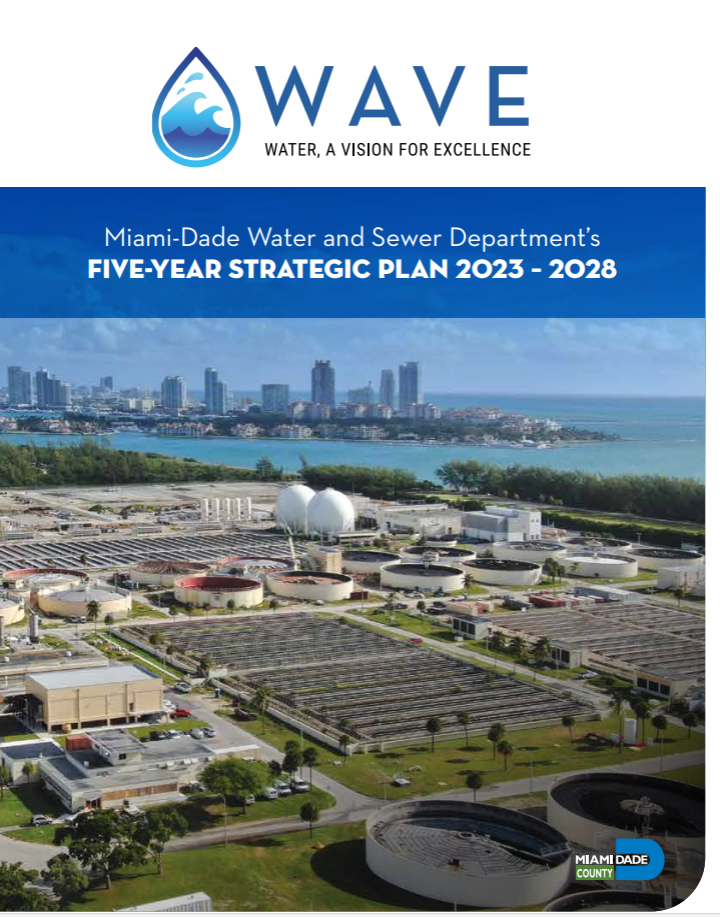 WAVE
WATER, A VISION FOR EXCELLENCE
Miami-Dade Water and Sewer Department's
FIVE-YEAR STRATEGIC PLAN 2023 – 2028
MIAMI DADE
COUNTY